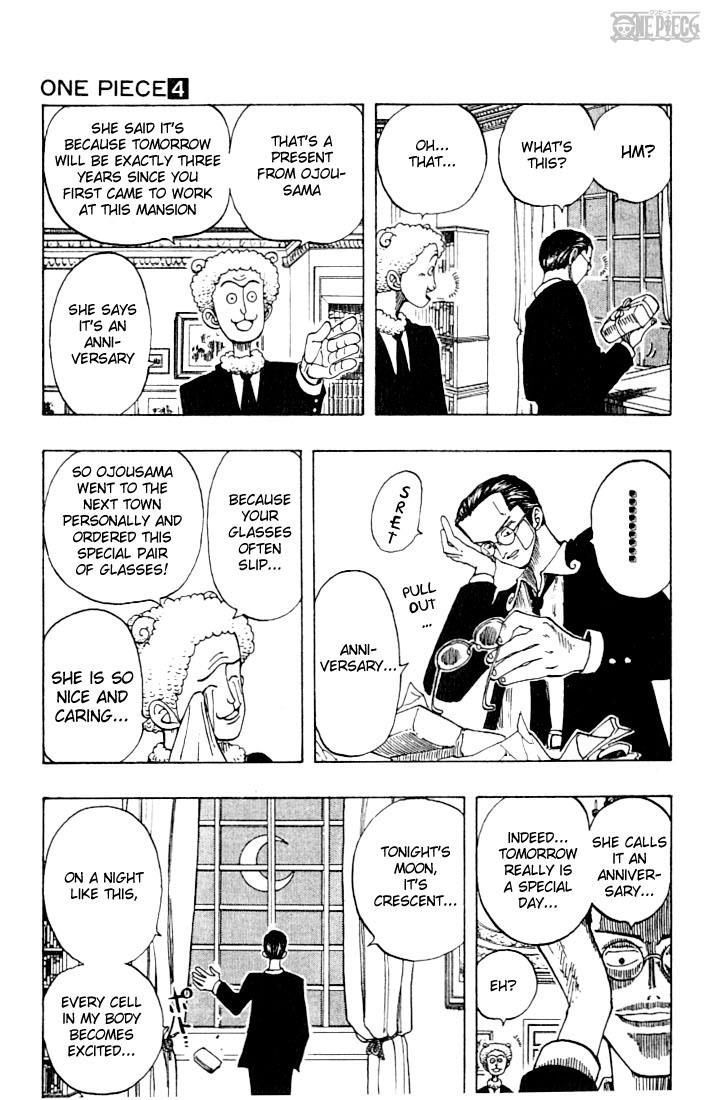 ワンピース
ONE PIECE
ONE PIECE 4
HM?
WHAT'S
THIS?
OH...
THAT...
THAT'S A
PRESENT
FROM OJOU-
SAMA
SHE SAID IT'S
BECAUSE TOMORROW
WILL BE EXACTLY THREE
YEARS SINCE YOU
FIRST CAME TO WORK
AT THIS MANSION
SHE SAYS
IT'S AN
ANNI-
VERSARY
SRET
PULL
OUT
...
ANNI-
VERSARY...
BECAUSE
YOUR
GLASSES
OFTEN
SLIP...
SO OJOUSAMA
WENT TO THE
NEXT TOWN
PERSONALLY AND
ORDERED THIS
SPECIAL PAIR
OF GLASSES!
SHE IS SO
NICE AND
CARING...
SHE CALLS
IT AN
ANNIVER-
SARY...
INDEED...
TOMORROW
REALLY IS
A SPECIAL
DAY...
EH?
TONIGHT'S
MOON,
IT'S
CRESCENT...
ON A NIGHT
LIKE THIS,
EVERY CELL
IN MY BODY
BECOMES
EXCITED...